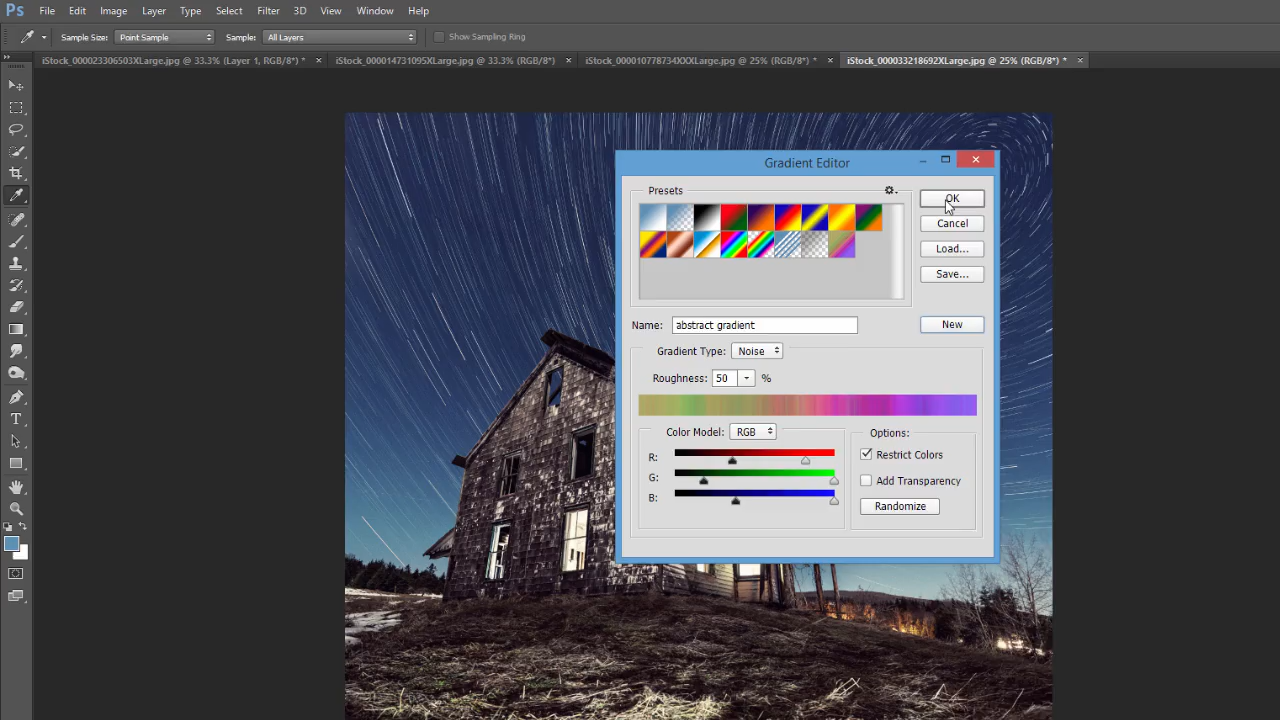 Ps File Edit Image Layer Type Select Filter 3D View Window Help
Sample Size: Point Sample Sample: All Layers Show Sampling Ring
iStock_000023306503XLarge.jpg @ 33.3% (Layer 1, RGB/8*) * × iStock_000014731095XLarge.jpg @ 33.3% (RGB/8*) × iStock_000010778734XXXLarge.jpg @ 25% (RGB/8*) * × iStock_000033218692XLarge.jpg @ 25% (RGB/8*) * ×
Gradient Editor
Presets
OK
Cancel
Load...
Save...
Name: abstract gradient
New
Gradient Type: Noise
Roughness: 50 %
Color Model: RGB
Options:
R:
Restrict Colors
G:
Add Transparency
B:
Randomize
T